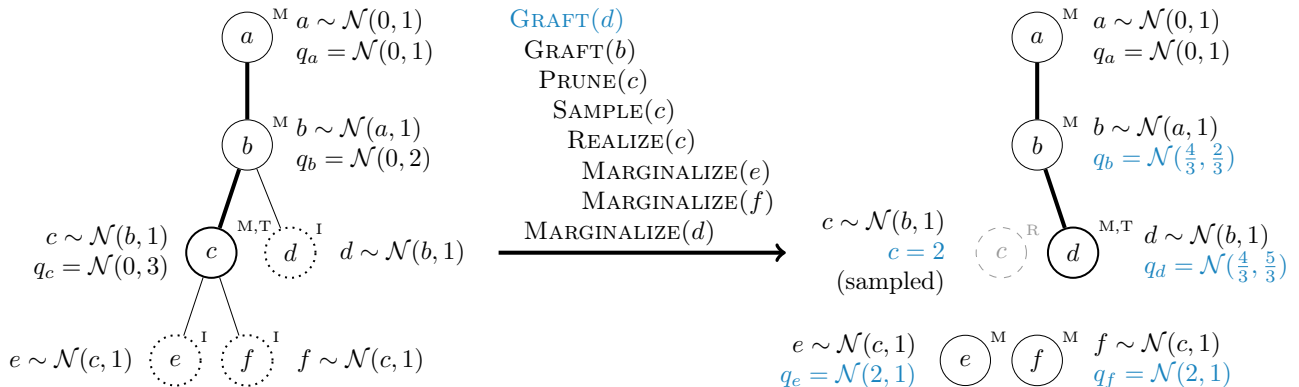 a
M
a ∼ 𝒩(0, 1)
q_a = 𝒩(0, 1)
b
M
b ∼ 𝒩(a, 1)
q_b = 𝒩(0, 2)
c ∼ 𝒩(b, 1)
q_c = 𝒩(0, 3)
c
M,T
d
I
d ∼ 𝒩(b, 1)
e ∼ 𝒩(c, 1)
e
I
f
I
f ∼ 𝒩(c, 1)
GRAFT(d)
GRAFT(b)
PRUNE(c)
SAMPLE(c)
REALIZE(c)
MARGINALIZE(e)
MARGINALIZE(f)
MARGINALIZE(d)
a
M
a ∼ 𝒩(0, 1)
q_a = 𝒩(0, 1)
b
M
b ∼ 𝒩(a, 1)
q_b = 𝒩(4/3, 2/3)
c ∼ 𝒩(b, 1)
c = 2
(sampled)
c
R
d
M,T
d ∼ 𝒩(b, 1)
q_d = 𝒩(4/3, 5/3)
e ∼ 𝒩(c, 1)
q_e = 𝒩(2, 1)
e
M
f
M
f ∼ 𝒩(c, 1)
q_f = 𝒩(2, 1)